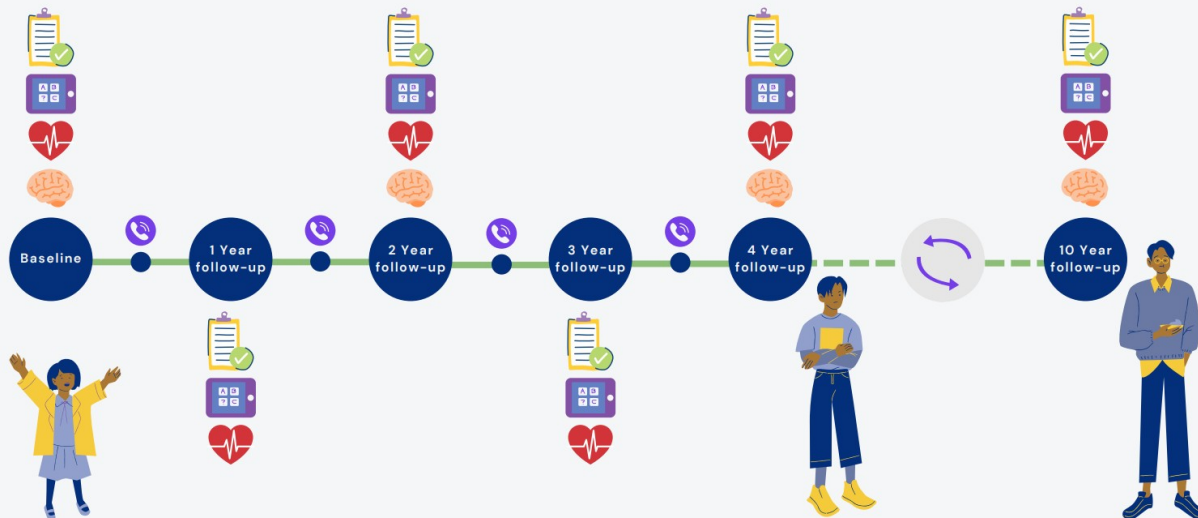 Baseline
1 Year
follow-up
2 Year
follow-up
3 Year
follow-up
4 Year
follow-up
10 Year
follow-up